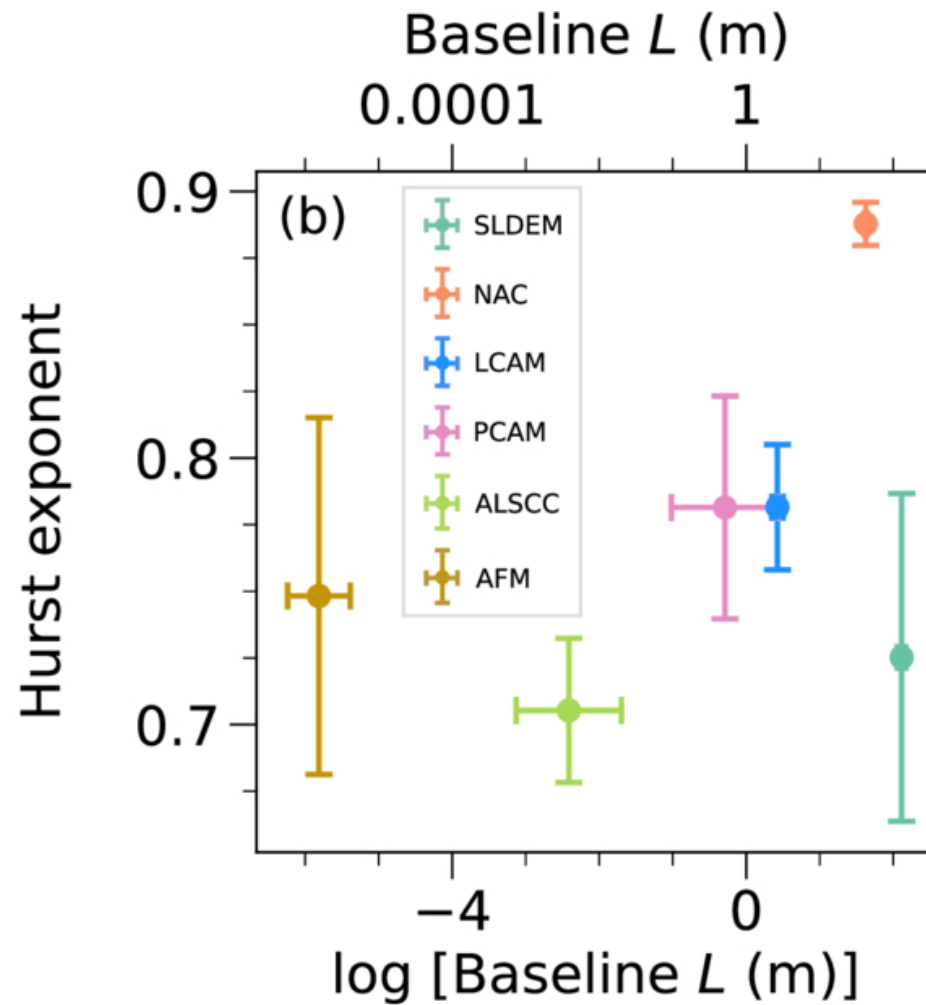 Baseline L (m)
0.0001 1
0.9
(b)
SLDEM
NAC
LCAM
PCAM
ALSCC
AFM
0.8
0.7
Hurst exponent
−4 0
log [Baseline L (m)]